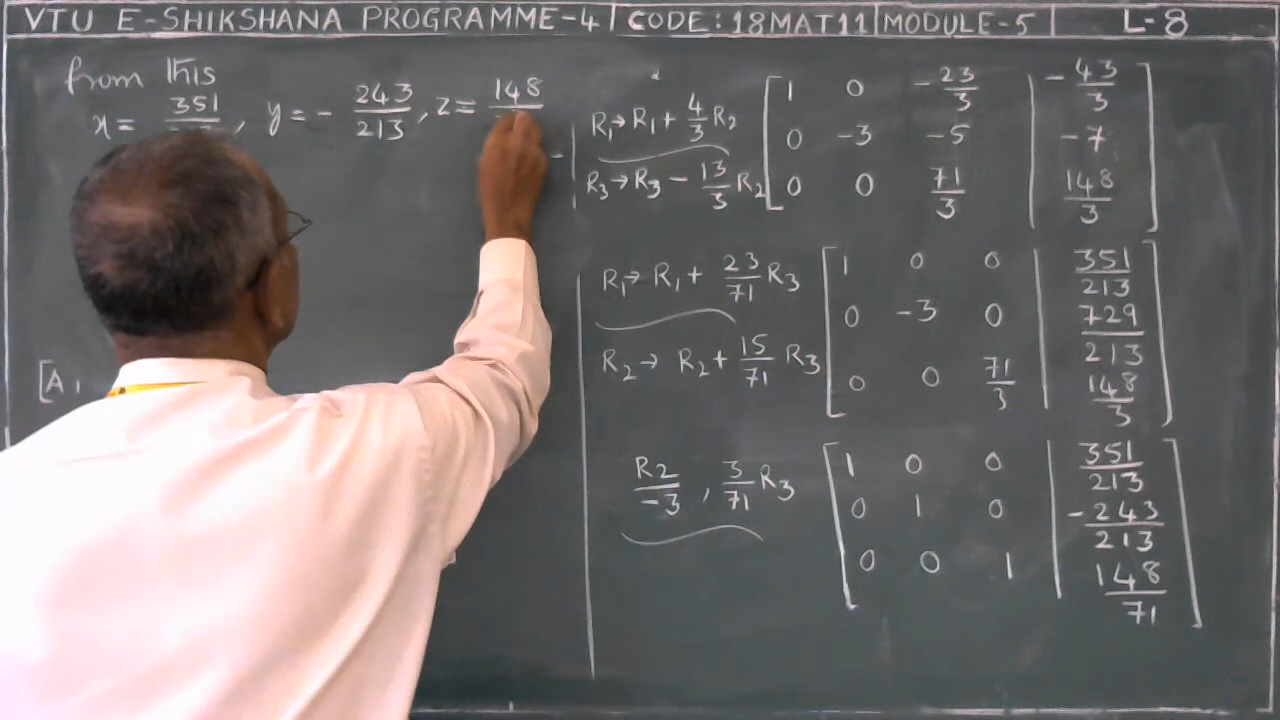 VTU E-SHIKSHANA PROGRAMME-4 | CODE: 18MAT11 | MODULE-5 | L-8
from this
x = 351/, y = - 243/213, z = 148/
[A:
R₁→R₁ + 4/3 R₂
R₃→R₃ - 13/3 R₂
1 0 -23/3 | -43/3
0 -3 -5 | -7
0 0 71/3 | 148/3
R₁→ R₁ + 23/71 R₃
R₂→ R₂ + 15/71 R₃
1 0 0 | 351/213
0 -3 0 | 729/213
0 0 71/3 | 148/3
R₂/-3 , 3/71 R₃
1 0 0 | 351/213
0 1 0 | -243/213
0 0 1 | 148/71